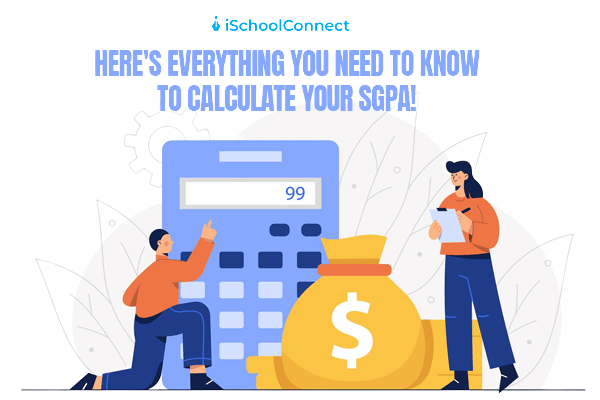 iSchoolConnect
HERE'S EVERYTHING YOU NEED TO KNOW
TO CALCULATE YOUR SGPA!
99
$